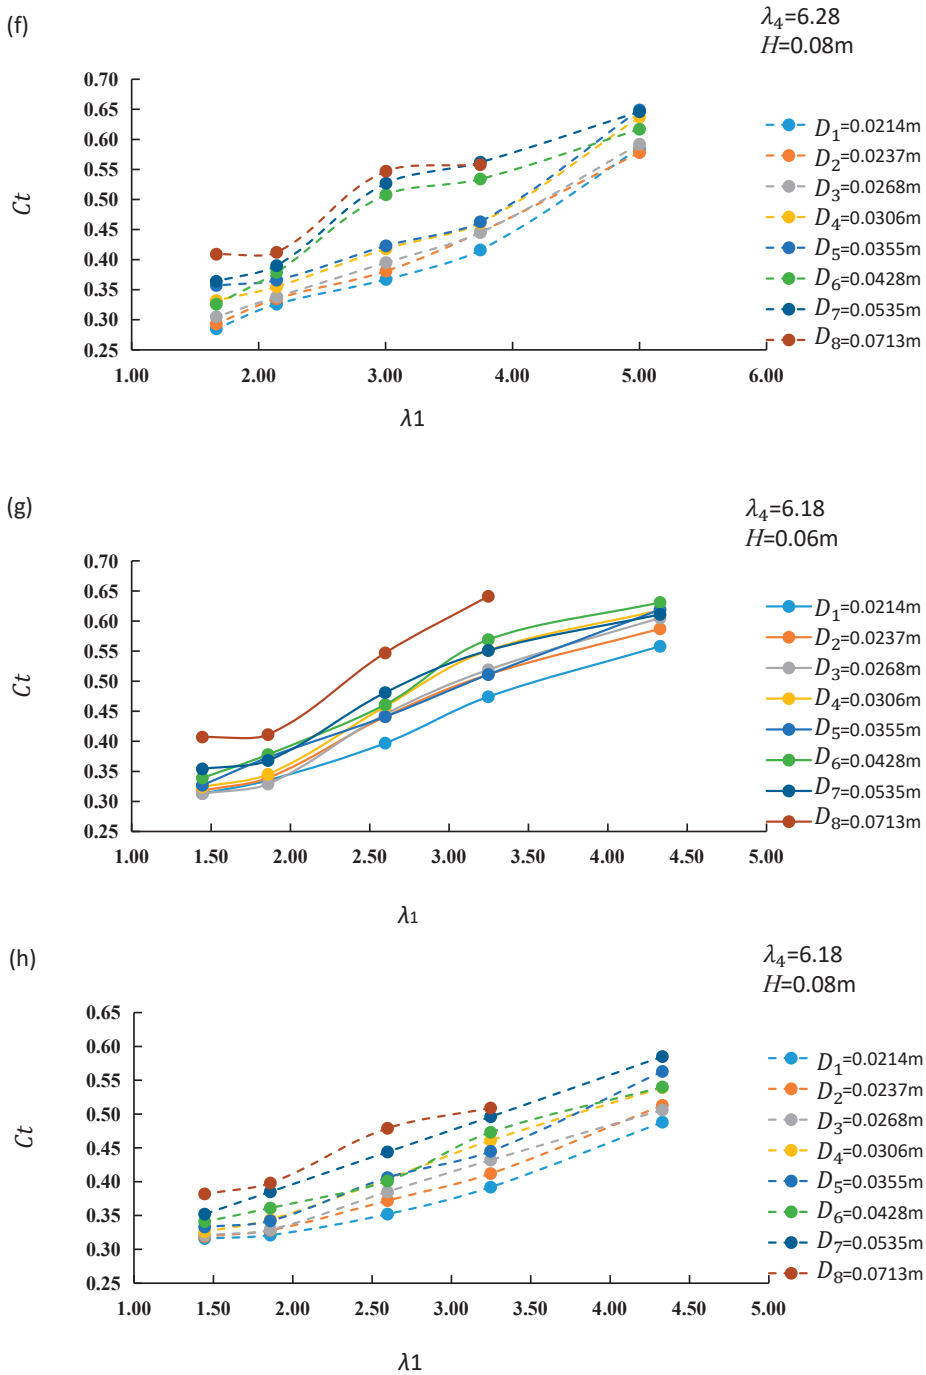 (f)
λ4=6.28
H=0.08m
0.70
0.65
0.60
0.55
0.50
0.45
0.40
0.35
0.30
0.25
Ct
1.00 2.00 3.00 4.00 5.00 6.00
λ1
D1=0.0214m
D2=0.0237m
D3=0.0268m
D4=0.0306m
D5=0.0355m
D6=0.0428m
D7=0.0535m
D8=0.0713m
(g)
λ4=6.18
H=0.06m
0.70
0.65
0.60
0.55
0.50
0.45
0.40
0.35
0.30
0.25
Ct
1.00 1.50 2.00 2.50 3.00 3.50 4.00 4.50 5.00
λ1
D1=0.0214m
D2=0.0237m
D3=0.0268m
D4=0.0306m
D5=0.0355m
D6=0.0428m
D7=0.0535m
D8=0.0713m
(h)
λ4=6.18
H=0.08m
0.65
0.60
0.55
0.50
0.45
0.40
0.35
0.30
0.25
Ct
1.00 1.50 2.00 2.50 3.00 3.50 4.00 4.50 5.00
λ1
D1=0.0214m
D2=0.0237m
D3=0.0268m
D4=0.0306m
D5=0.0355m
D6=0.0428m
D7=0.0535m
D8=0.0713m